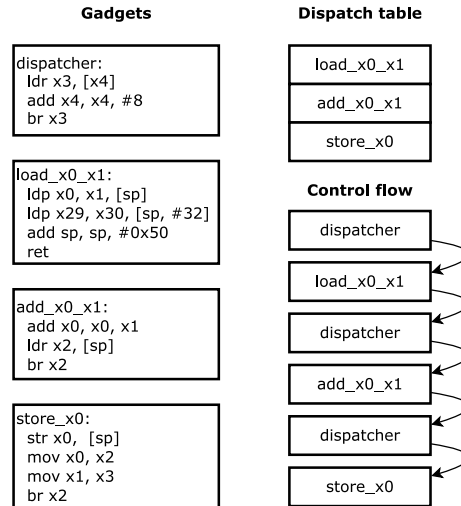 Gadgets
dispatcher:
ldr x3, [x4]
add x4, x4, #8
br x3
load_x0_x1:
ldp x0, x1, [sp]
ldp x29, x30, [sp, #32]
add sp, sp, #0x50
ret
add_x0_x1:
add x0, x0, x1
ldr x2, [sp]
br x2
store_x0:
str x0, [sp]
mov x0, x2
mov x1, x3
br x2
Dispatch table
load_x0_x1
add_x0_x1
store_x0
Control flow
dispatcher
load_x0_x1
dispatcher
add_x0_x1
dispatcher
store_x0